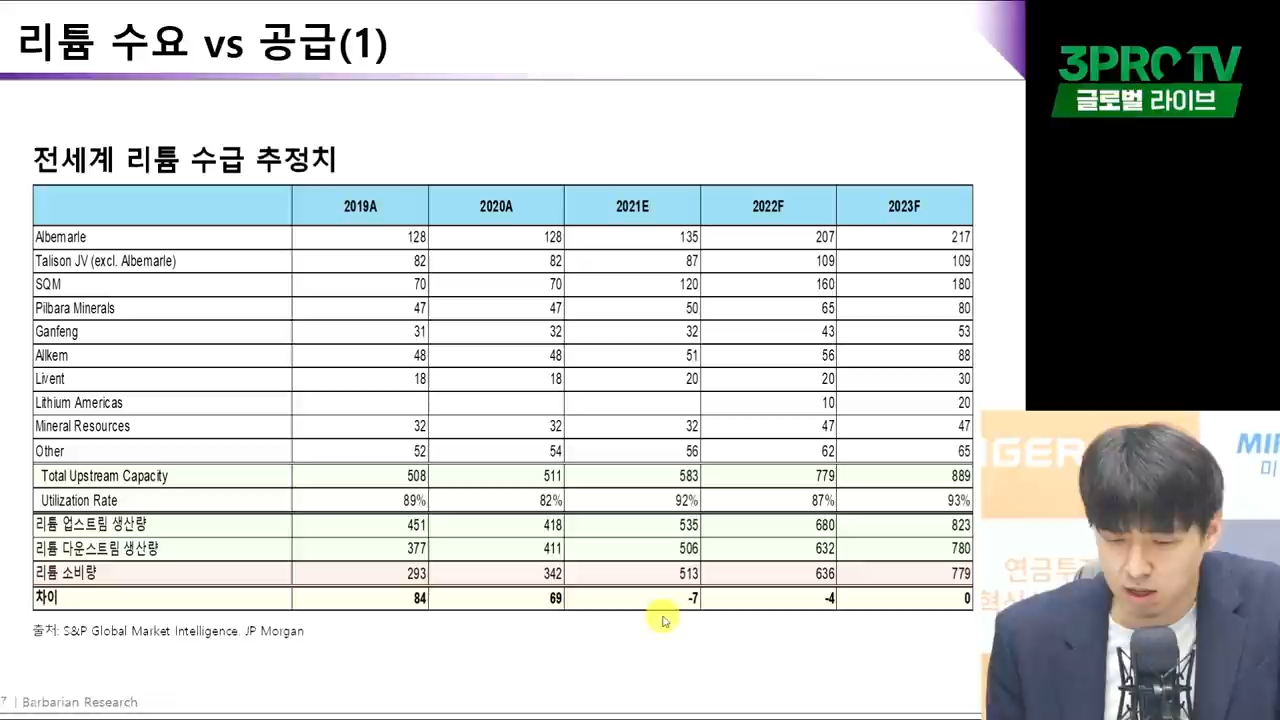 리튬 수요 vs 공급(1)
3PRO TV
글로벌 라이브
전세계 리튬 수급 추정치
2019A 2020A 2021E 2022F 2023F
Albemarle 128 128 135 207 217
Talison JV (excl. Albemarle) 82 82 87 109 109
SQM 70 70 120 160 180
Pilbara Minerals 47 47 50 65 80
Ganfeng 31 32 32 43 53
Allkem 48 48 51 56 88
Livent 18 18 20 20 30
Lithium Americas 10 20
Mineral Resources 32 32 32 47 47
Other 52 54 56 62 65
Total Upstream Capacity 508 511 583 779 889
Utilization Rate 89% 82% 92% 87% 93%
리튬 업스트림 생산량 451 418 535 680 823
리튬 다운스트림 생산량 377 411 506 632 780
리튬 소비량 293 342 513 636 779
차이 84 69 -7 -4 0
출처: S&P Global Market Intelligence. JP Morgan
7 | Barbarian Research
IGER
미
연금투